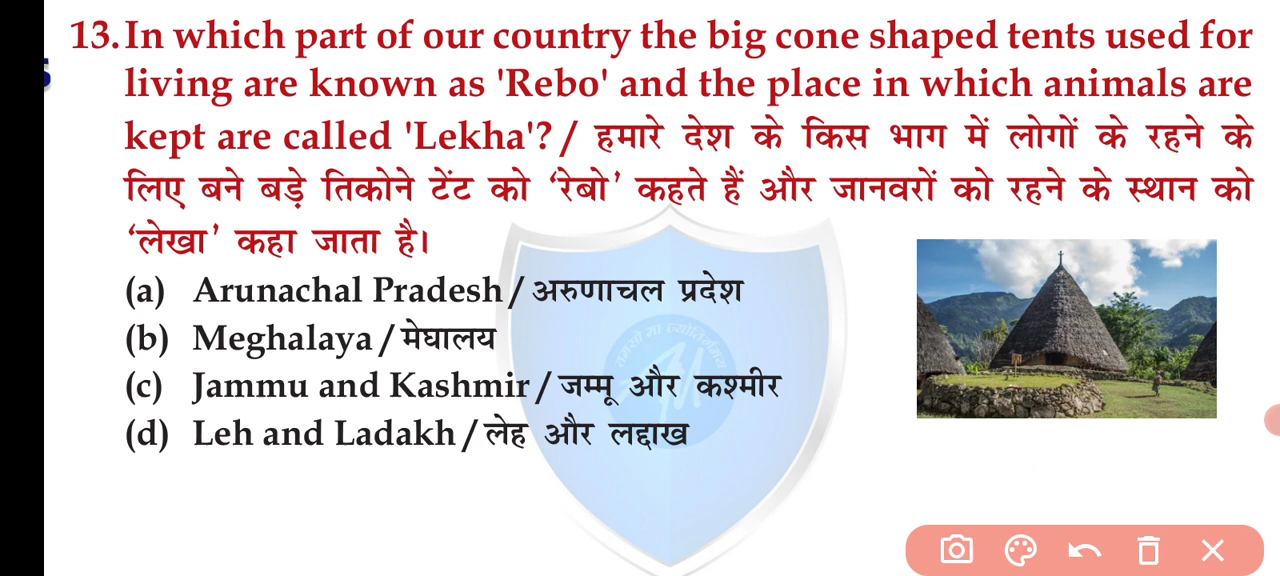 13. In which part of our country the big cone shaped tents used for
living are known as 'Rebo' and the place in which animals are
kept are called 'Lekha'? / हमारे देश के किस भाग में लोगों के रहने के
लिए बने बड़े तिकोने टेंट को ‘रेबो’ कहते हैं और जानवरों को रहने के स्थान को
‘लेखा’ कहा जाता है।
(a) Arunachal Pradesh / अरुणाचल प्रदेश
(b) Meghalaya / मेघालय
(c) Jammu and Kashmir / जम्मू और कश्मीर
(d) Leh and Ladakh / लेह और लद्दाख
तमसो मा ज्योतिर्गमय